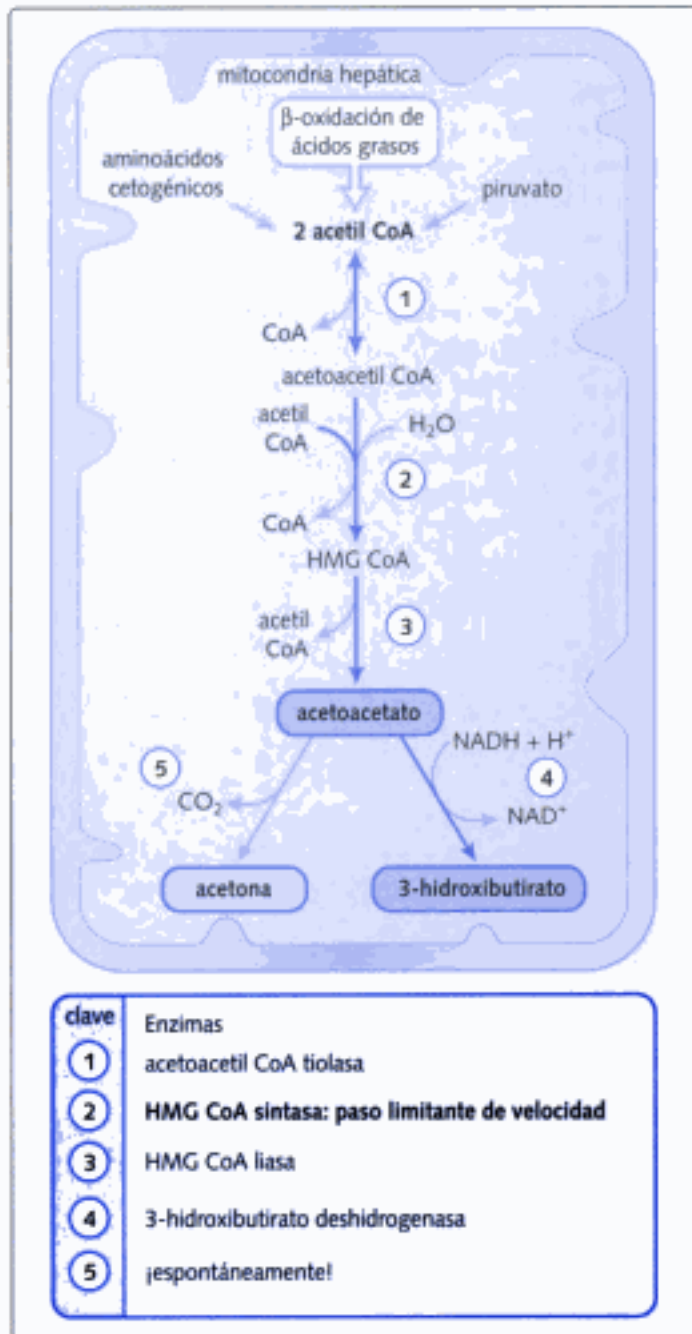 mitocondria hepática
β-oxidación de
ácidos grasos
aminoácidos
cetogénicos
piruvato
2 acetil CoA
1
CoA
acetoacetil CoA
acetil
CoA
H₂O
2
CoA
HMG CoA
acetil
CoA
3
acetoacetato
NADH + H⁺
5
4
CO₂
NAD⁺
acetona
3-hidroxibutirato
clave
Enzimas
1 acetoacetil CoA tiolasa
2 HMG CoA sintasa: paso limitante de velocidad
3 HMG CoA liasa
4 3-hidroxibutirato deshidrogenasa
5 ¡espontáneamente!